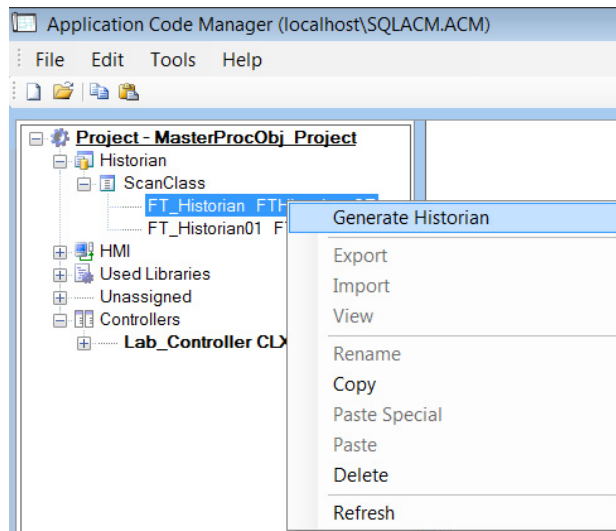 Application Code Manager (localhost\SQLACM.ACM)
File Edit Tools Help
Project - MasterProcObj_Project
Historian
ScanClass
FT_Historian
FT_Historian01
HMI
Used Libraries
Unassigned
Controllers
Lab_Controller CLX
Generate Historian
Export
Import
View
Rename
Copy
Paste Special
Paste
Delete
Refresh